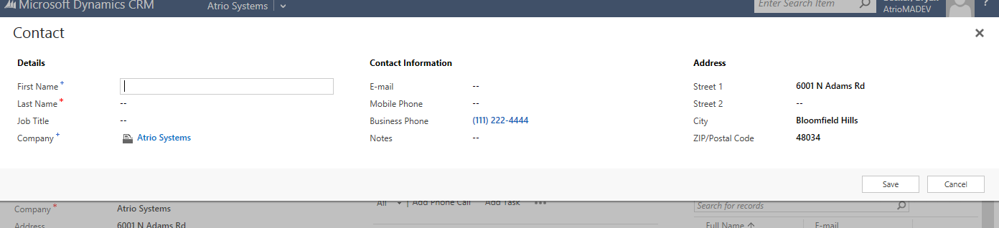 Microsoft Dynamics CRM
Atrio Systems
Enter Search Item
AtrioMADEV
?
Contact
Details
First Name +
Last Name *
--
Job Title
--
Company +
Atrio Systems
Contact Information
E-mail
--
Mobile Phone
--
Business Phone
(111) 222-4444
Notes
--
Address
Street 1
6001 N Adams Rd
Street 2
--
City
Bloomfield Hills
ZIP/Postal Code
48034
Save
Cancel
Company *
Atrio Systems
Address
6001 N Adams Rd
All
Add Phone Call
Add Task
Search for records
Full Name
E-mail